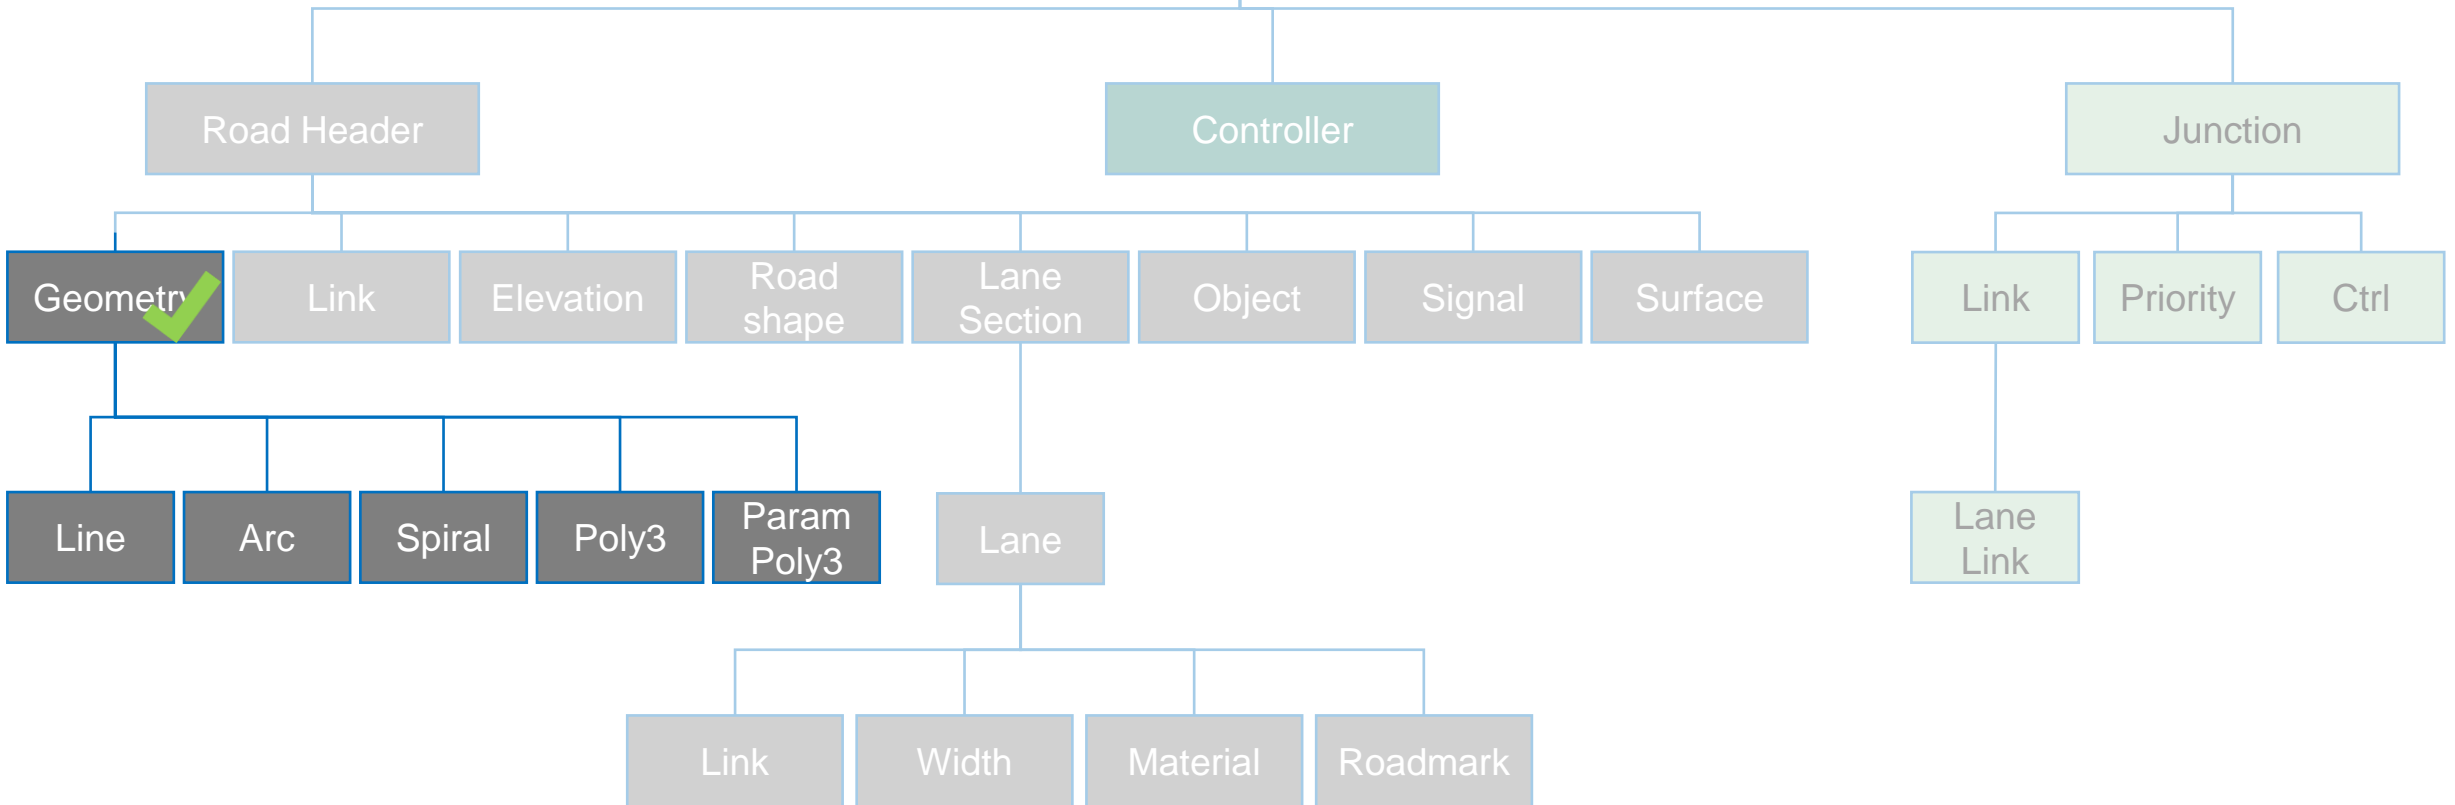 Road Header
Controller
Junction
Geometry
Link
Elevation
Road
shape
Lane
Section
Object
Signal
Surface
Link
Priority
Ctrl
Line
Arc
Spiral
Poly3
Param
Poly3
Lane
Lane
Link
Link
Width
Material
Roadmark